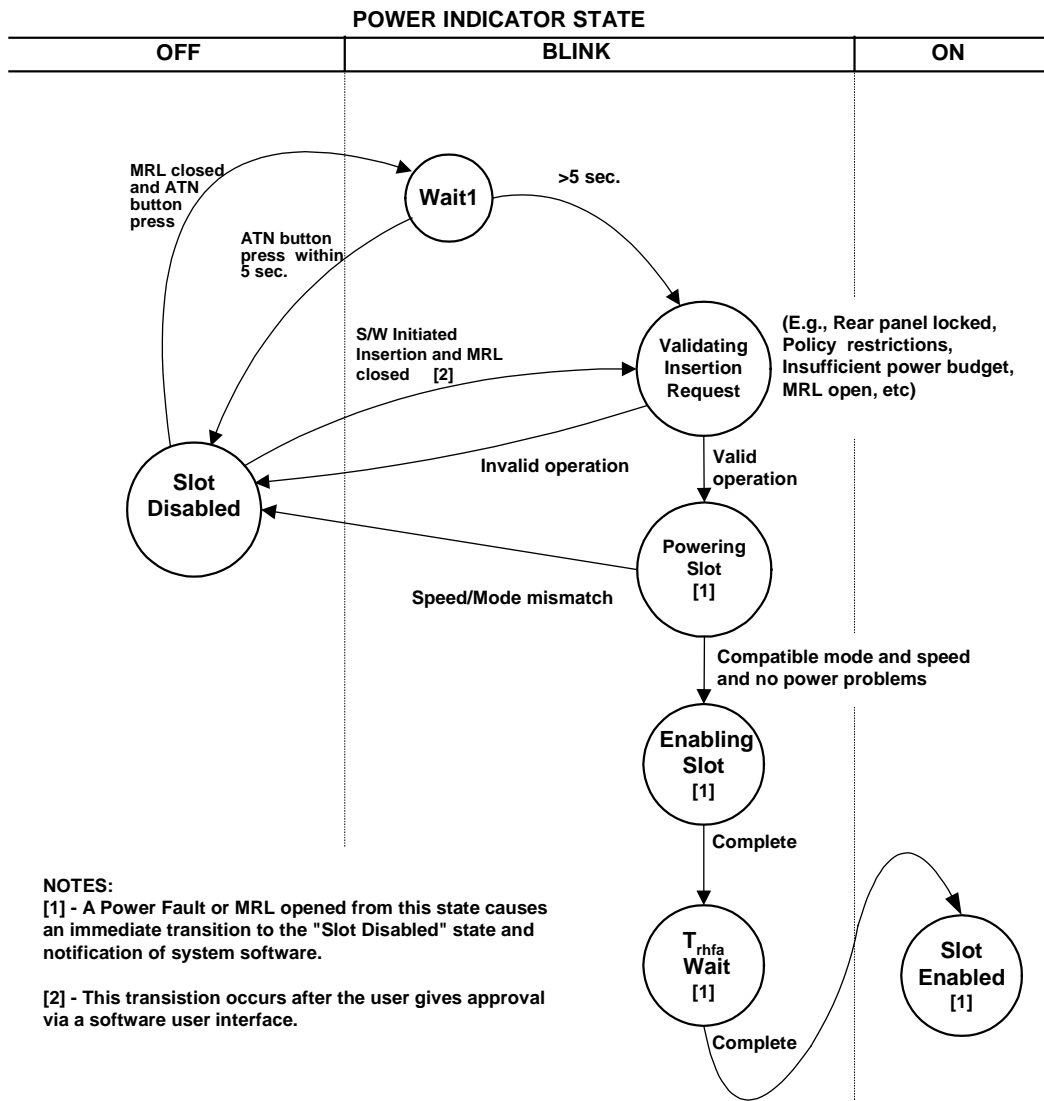 POWER INDICATOR STATE
OFF
BLINK
ON
MRL closed
and ATN
button
press
Wait1
>5 sec.
ATN button
press within
5 sec.
S/W Initiated
Insertion and MRL
closed [2]
Validating
Insertion
Request
(E.g., Rear panel locked,
Policy restrictions,
Insufficient power budget,
MRL open, etc)
Slot
Disabled
Invalid operation
Valid
operation
Powering
Slot
[1]
Speed/Mode mismatch
Compatible mode and speed
and no power problems
Enabling
Slot
[1]
Complete
NOTES:
[1] - A Power Fault or MRL opened from this state causes
an immediate transition to the "Slot Disabled" state and
notification of system software.
[2] - This transistion occurs after the user gives approval
via a software user interface.
Trhfa
Wait
[1]
Complete
Slot
Enabled
[1]